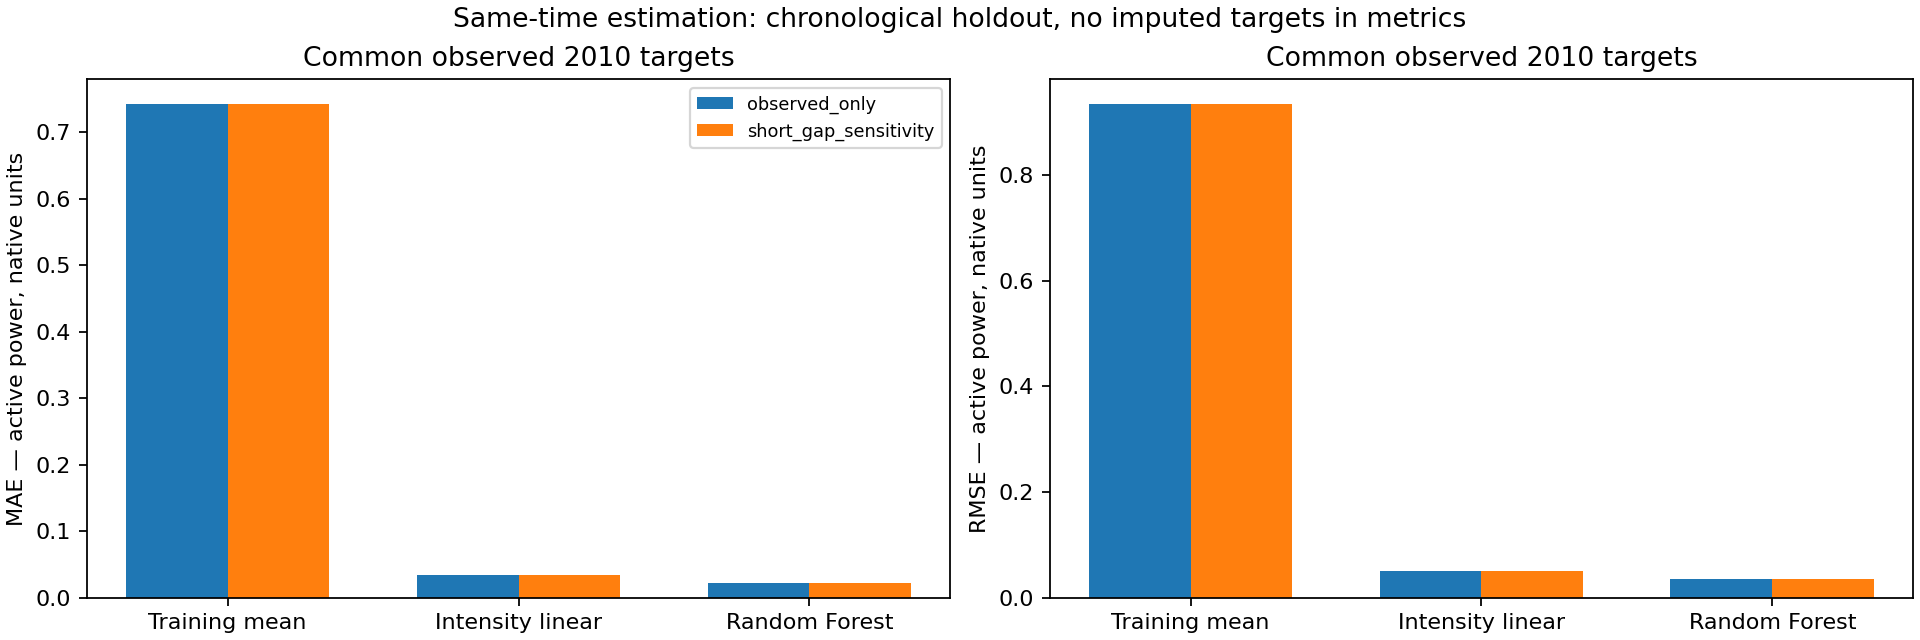 Same-time estimation: chronological holdout, no imputed targets in metrics
Common observed 2010 targets
MAE — active power, native units
0.7
0.6
0.5
0.4
0.3
0.2
0.1
0.0
observed_only
short_gap_sensitivity
Training mean
Intensity linear
Random Forest
Common observed 2010 targets
RMSE — active power, native units
0.8
0.6
0.4
0.2
0.0
Training mean
Intensity linear
Random Forest